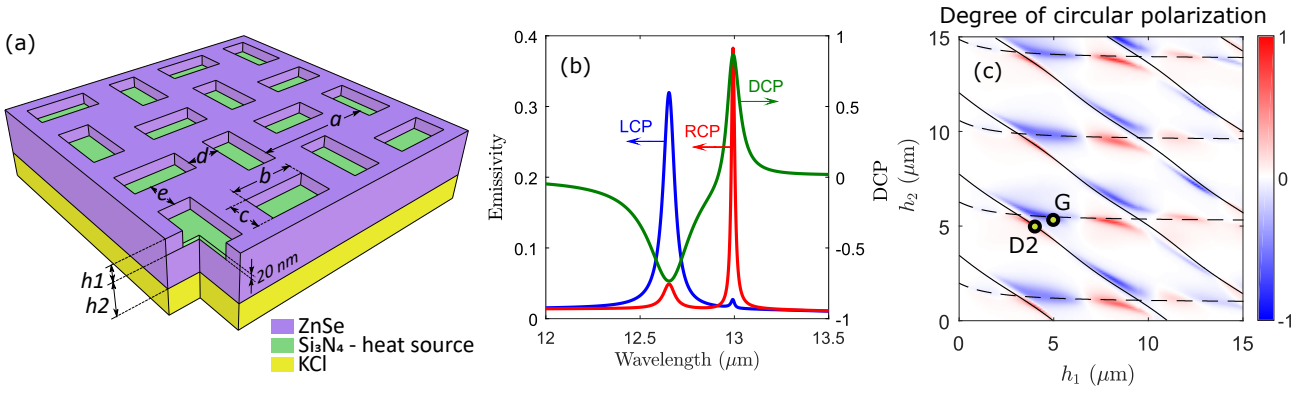 (a)
a
d
b
e
c
20 nm
h1
h2
ZnSe
Si₃N₄ - heat source
KCl
(b)
0.4
0.3
0.2
0.1
0
Emissivity
1
0.5
0
-0.5
-1
DCP
LCP
RCP
DCP
12
12.5
13
13.5
Wavelength (μm)
Degree of circular polarization
(c)
15
10
5
0
h₂ (μm)
G
D2
0
5
10
15
h₁ (μm)
1
0
-1